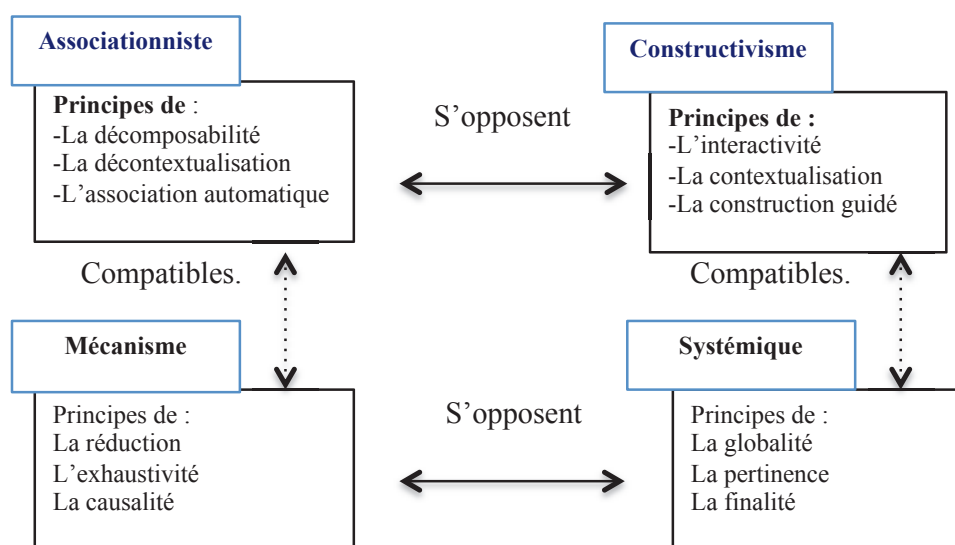 Associationniste
Constructivisme
Principes de :
-La décomposabilité
-La décontextualisation
-L’association automatique
S’opposent
Principes de :
-L’interactivité
-La contextualisation
-La construction guidé
Compatibles.
Compatibles.
Mécanisme
Systémique
Principes de :
La réduction
L’exhaustivité
La causalité
S’opposent
Principes de :
La globalité
La pertinence
La finalité